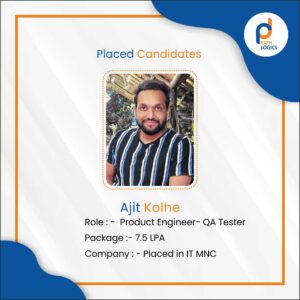 PATH
LOGICS
Placed Candidates
Ajit Kolhe
Role : - Product Engineer- QA Tester
Package :- 7.5 LPA
Company : - Placed in IT MNC